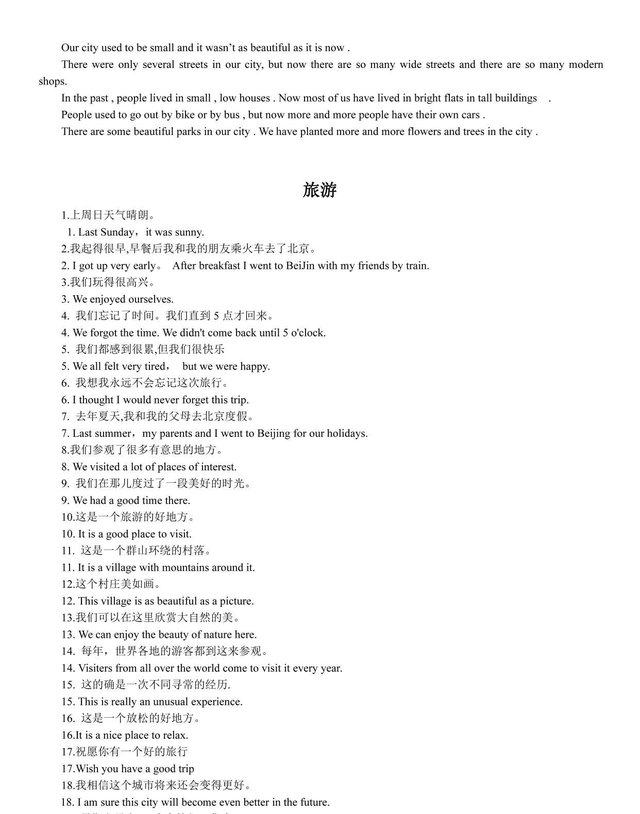 Our city used to be small and it wasn’t as beautiful as it is now .
There were only several streets in our city, but now there are so many wide streets and there are so many modern
shops.
In the past , people lived in small , low houses . Now most of us have lived in bright flats in tall buildings .
People used to go out by bike or by bus , but now more and more people have their own cars .
There are some beautiful parks in our city . We have planted more and more flowers and trees in the city .
旅游
1.上周日天气晴朗。
1. Last Sunday，it was sunny.
2.我起得很早,早餐后我和我的朋友乘火车去了北京。
2. I got up very early。 After breakfast I went to BeiJin with my friends by train.
3.我们玩得很高兴。
3. We enjoyed ourselves.
4. 我们忘记了时间。我们直到 5 点才回来。
4. We forgot the time. We didn't come back until 5 o'clock.
5. 我们都感到很累,但我们很快乐
5. We all felt very tired， but we were happy.
6. 我想我永远不会忘记这次旅行。
6. I thought I would never forget this trip.
7. 去年夏天,我和我的父母去北京度假。
7. Last summer，my parents and I went to Beijing for our holidays.
8.我们参观了很多有意思的地方。
8. We visited a lot of places of interest.
9. 我们在那儿度过了一段美好的时光。
9. We had a good time there.
10.这是一个旅游的好地方。
10. It is a good place to visit.
11. 这是一个群山环绕的村落。
11. It is a village with mountains around it.
12.这个村庄美如画。
12. This village is as beautiful as a picture.
13.我们可以在这里欣赏大自然的美。
13. We can enjoy the beauty of nature here.
14. 每年，世界各地的游客都到这来参观。
14. Visiters from all over the world come to visit it every year.
15. 这的确是一次不同寻常的经历.
15. This is really an unusual experience.
16. 这是一个放松的好地方。
16.It is a nice place to relax.
17.祝愿你有一个好的旅行
17.Wish you have a good trip
18.我相信这个城市将来还会变得更好。
18. I am sure this city will become even better in the future.